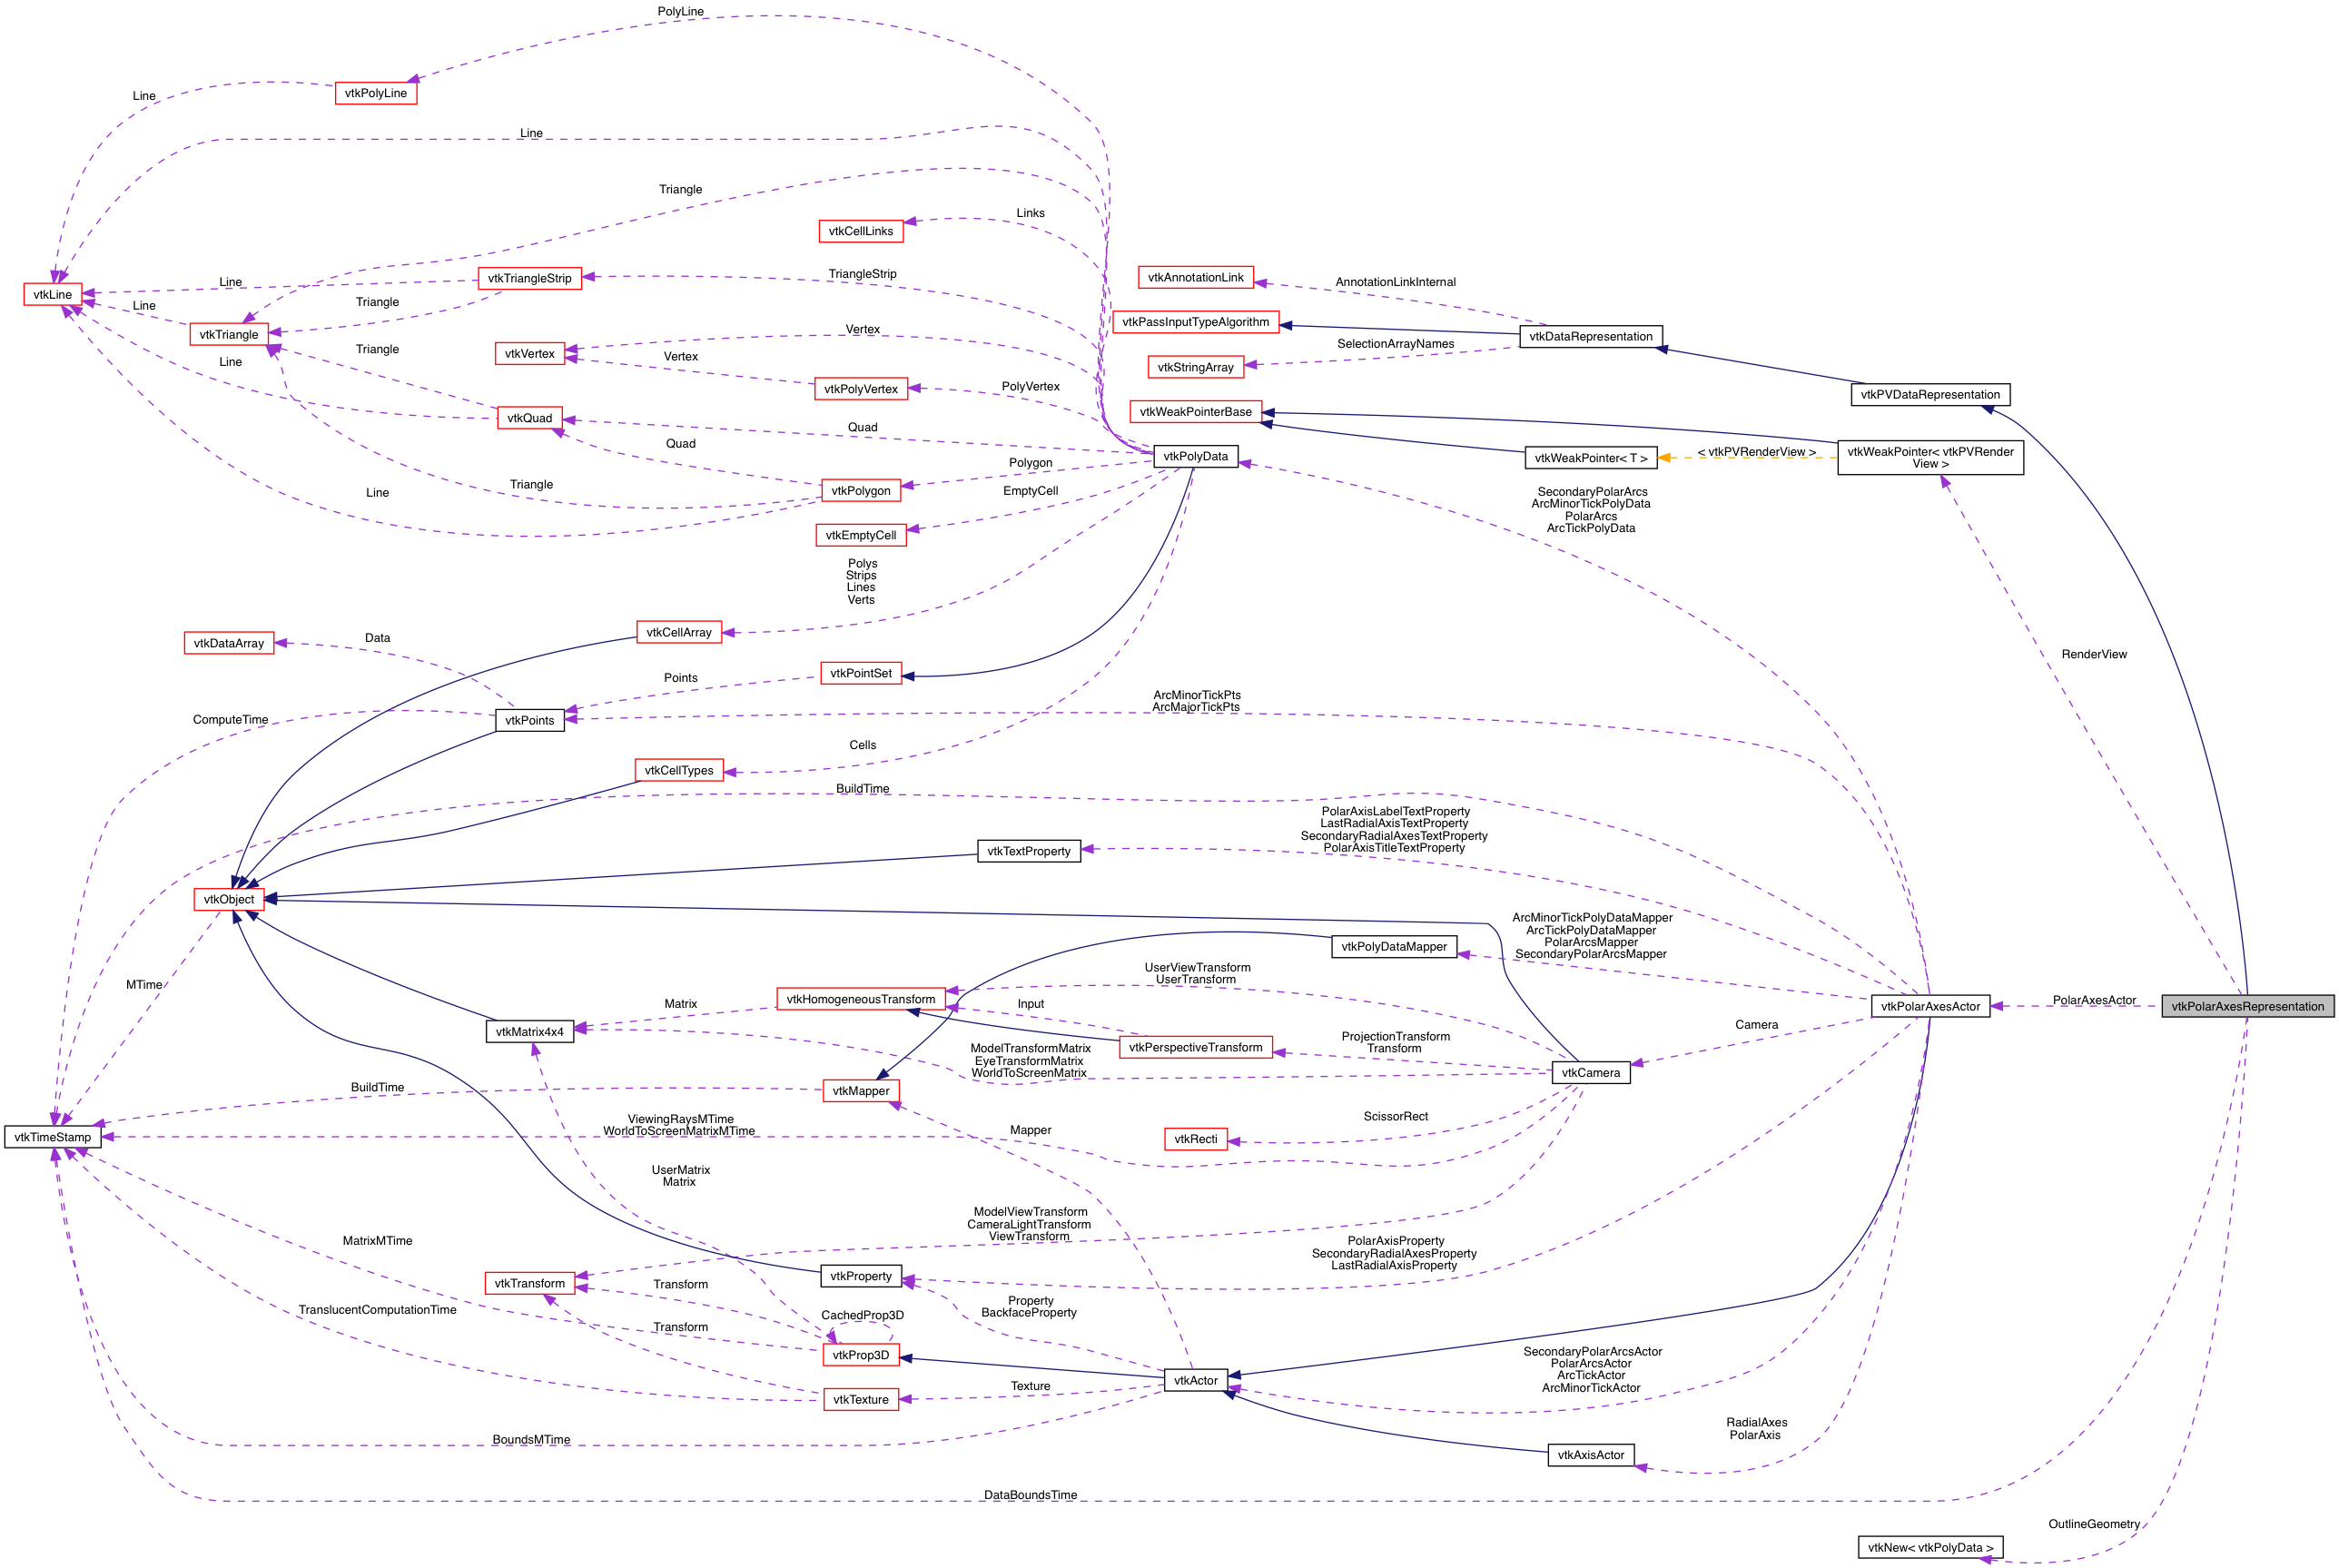 PolyLine
vtkPolyLine
Line
Line
Triangle
Links
vtkCellLinks
TriangleStrip
vtkTriangleStrip
Line
vtkLine
Line
Triangle
vtkTriangle
Vertex
vtkVertex
Triangle
Vertex
Line
vtkPolyVertex
PolyVertex
vtkQuad
Quad
Quad
vtkPolyData
Polygon
vtkPolygon
Triangle
Line
EmptyCell
vtkEmptyCell
vtkAnnotationLink
AnnotationLinkInternal
vtkPassInputTypeAlgorithm
vtkDataRepresentation
SelectionArrayNames
vtkStringArray
vtkPVDataRepresentation
vtkWeakPointerBase
vtkWeakPointer< T >
< vtkPVRenderView >
vtkWeakPointer< vtkPVRender
View >
SecondaryPolarArcs
ArcMinorTickPolyData
PolarArcs
ArcTickPolyData
Polys
Strips
Lines
Verts
vtkCellArray
vtkDataArray
Data
RenderView
vtkPointSet
Points
ArcMinorTickPts
ArcMajorTickPts
ComputeTime
vtkPoints
Cells
vtkCellTypes
BuildTime
PolarAxisLabelTextProperty
LastRadialAxisTextProperty
SecondaryRadialAxesTextProperty
PolarAxisTitleTextProperty
vtkTextProperty
vtkObject
ArcMinorTickPolyDataMapper
ArcTickPolyDataMapper
PolarArcsMapper
SecondaryPolarArcsMapper
vtkPolyDataMapper
UserViewTransform
UserTransform
MTime
vtkHomogeneousTransform
Matrix
Input
vtkPolarAxesActor
PolarAxesActor
vtkPolarAxesRepresentation
vtkMatrix4x4
Camera
ProjectionTransform
Transform
vtkPerspectiveTransform
ModelTransformMatrix
EyeTransformMatrix
WorldToScreenMatrix
vtkCamera
BuildTime
vtkMapper
ViewingRaysMTime
WorldToScreenMatrixMTime
ScissorRect
Mapper
vtkTimeStamp
vtkRecti
UserMatrix
Matrix
ModelViewTransform
CameraLightTransform
ViewTransform
MatrixMTime
PolarAxisProperty
SecondaryRadialAxesProperty
LastRadialAxisProperty
vtkProperty
vtkTransform
Transform
Property
BackfaceProperty
TranslucentComputationTime
CachedProp3D
Transform
vtkProp3D
SecondaryPolarArcsActor
PolarArcsActor
ArcTickActor
ArcMinorTickActor
vtkActor
Texture
vtkTexture
RadialAxes
PolarAxis
BoundsMTime
vtkAxisActor
DataBoundsTime
OutlineGeometry
vtkNew< vtkPolyData >